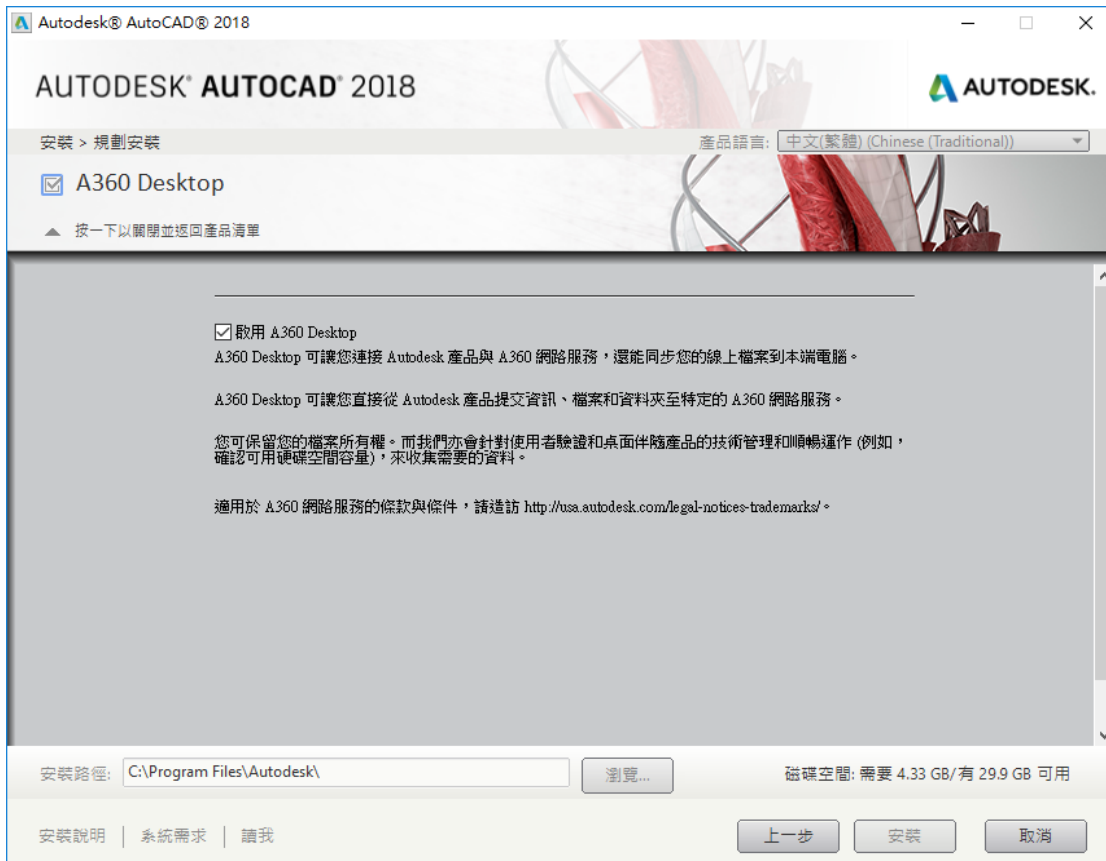 Autodesk® AutoCAD® 2018
AUTODESK® AUTOCAD® 2018
AUTODESK.
安裝 > 規劃安裝
產品語言: 中文(繁體) (Chinese (Traditional))
A360 Desktop
按一下以關閉並返回產品清單
啟用 A360 Desktop
A360 Desktop 可讓您連接 Autodesk 產品與 A360 網路服務，還能同步您的線上檔案到本端電腦。
A360 Desktop 可讓您直接從 Autodesk 產品提交資訊、檔案和資料夾至特定的 A360 網路服務。
您可保留您的檔案所有權。而我們亦會針對使用者驗證和桌面伴隨產品的技術管理和順暢運作 (例如，
確認可用硬碟空間容量)，來收集需要的資料。
適用於 A360 網路服務的條款與條件，請造訪 http://usa.autodesk.com/legal-notices-trademarks/。
安裝路徑: C:\Program Files\Autodesk\
瀏覽...
磁碟空間: 需要 4.33 GB/有 29.9 GB 可用
安裝說明 | 系統需求 | 讀我
上一步
安裝
取消